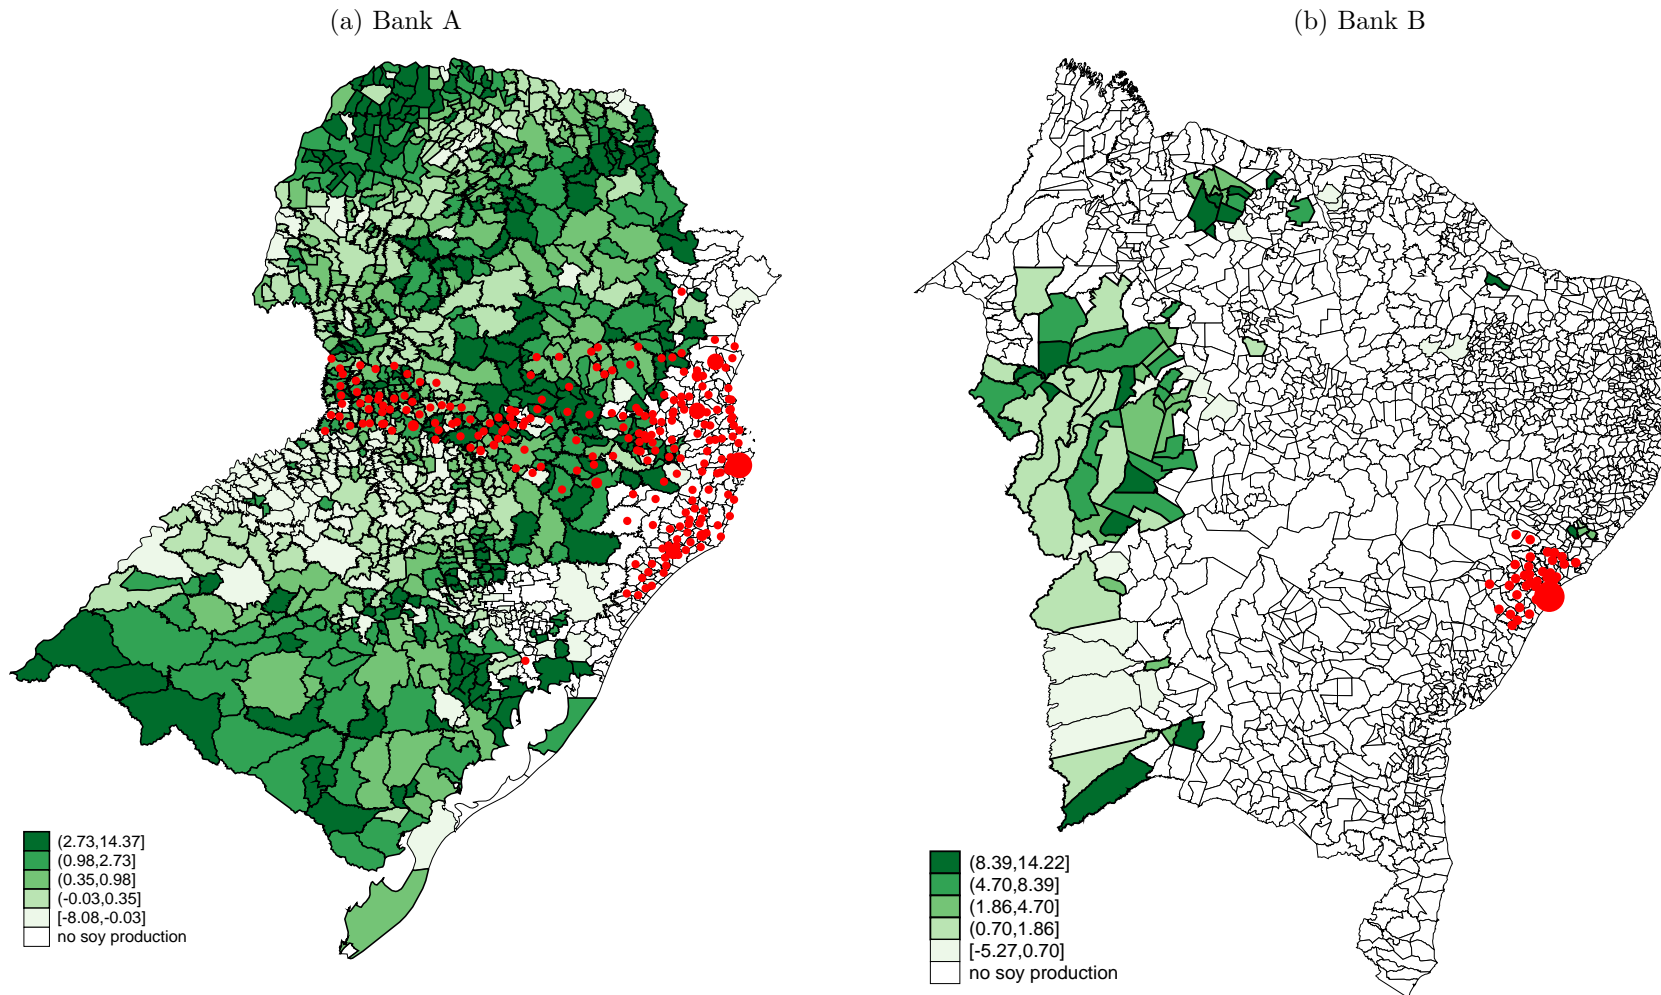 (a) Bank A
(b) Bank B
(2.73,14.37]
(0.98,2.73]
(0.35,0.98]
(-0.03,0.35]
[-8.08,-0.03]
no soy production
(8.39,14.22]
(4.70,8.39]
(1.86,4.70]
(0.70,1.86]
[-5.27,0.70]
no soy production